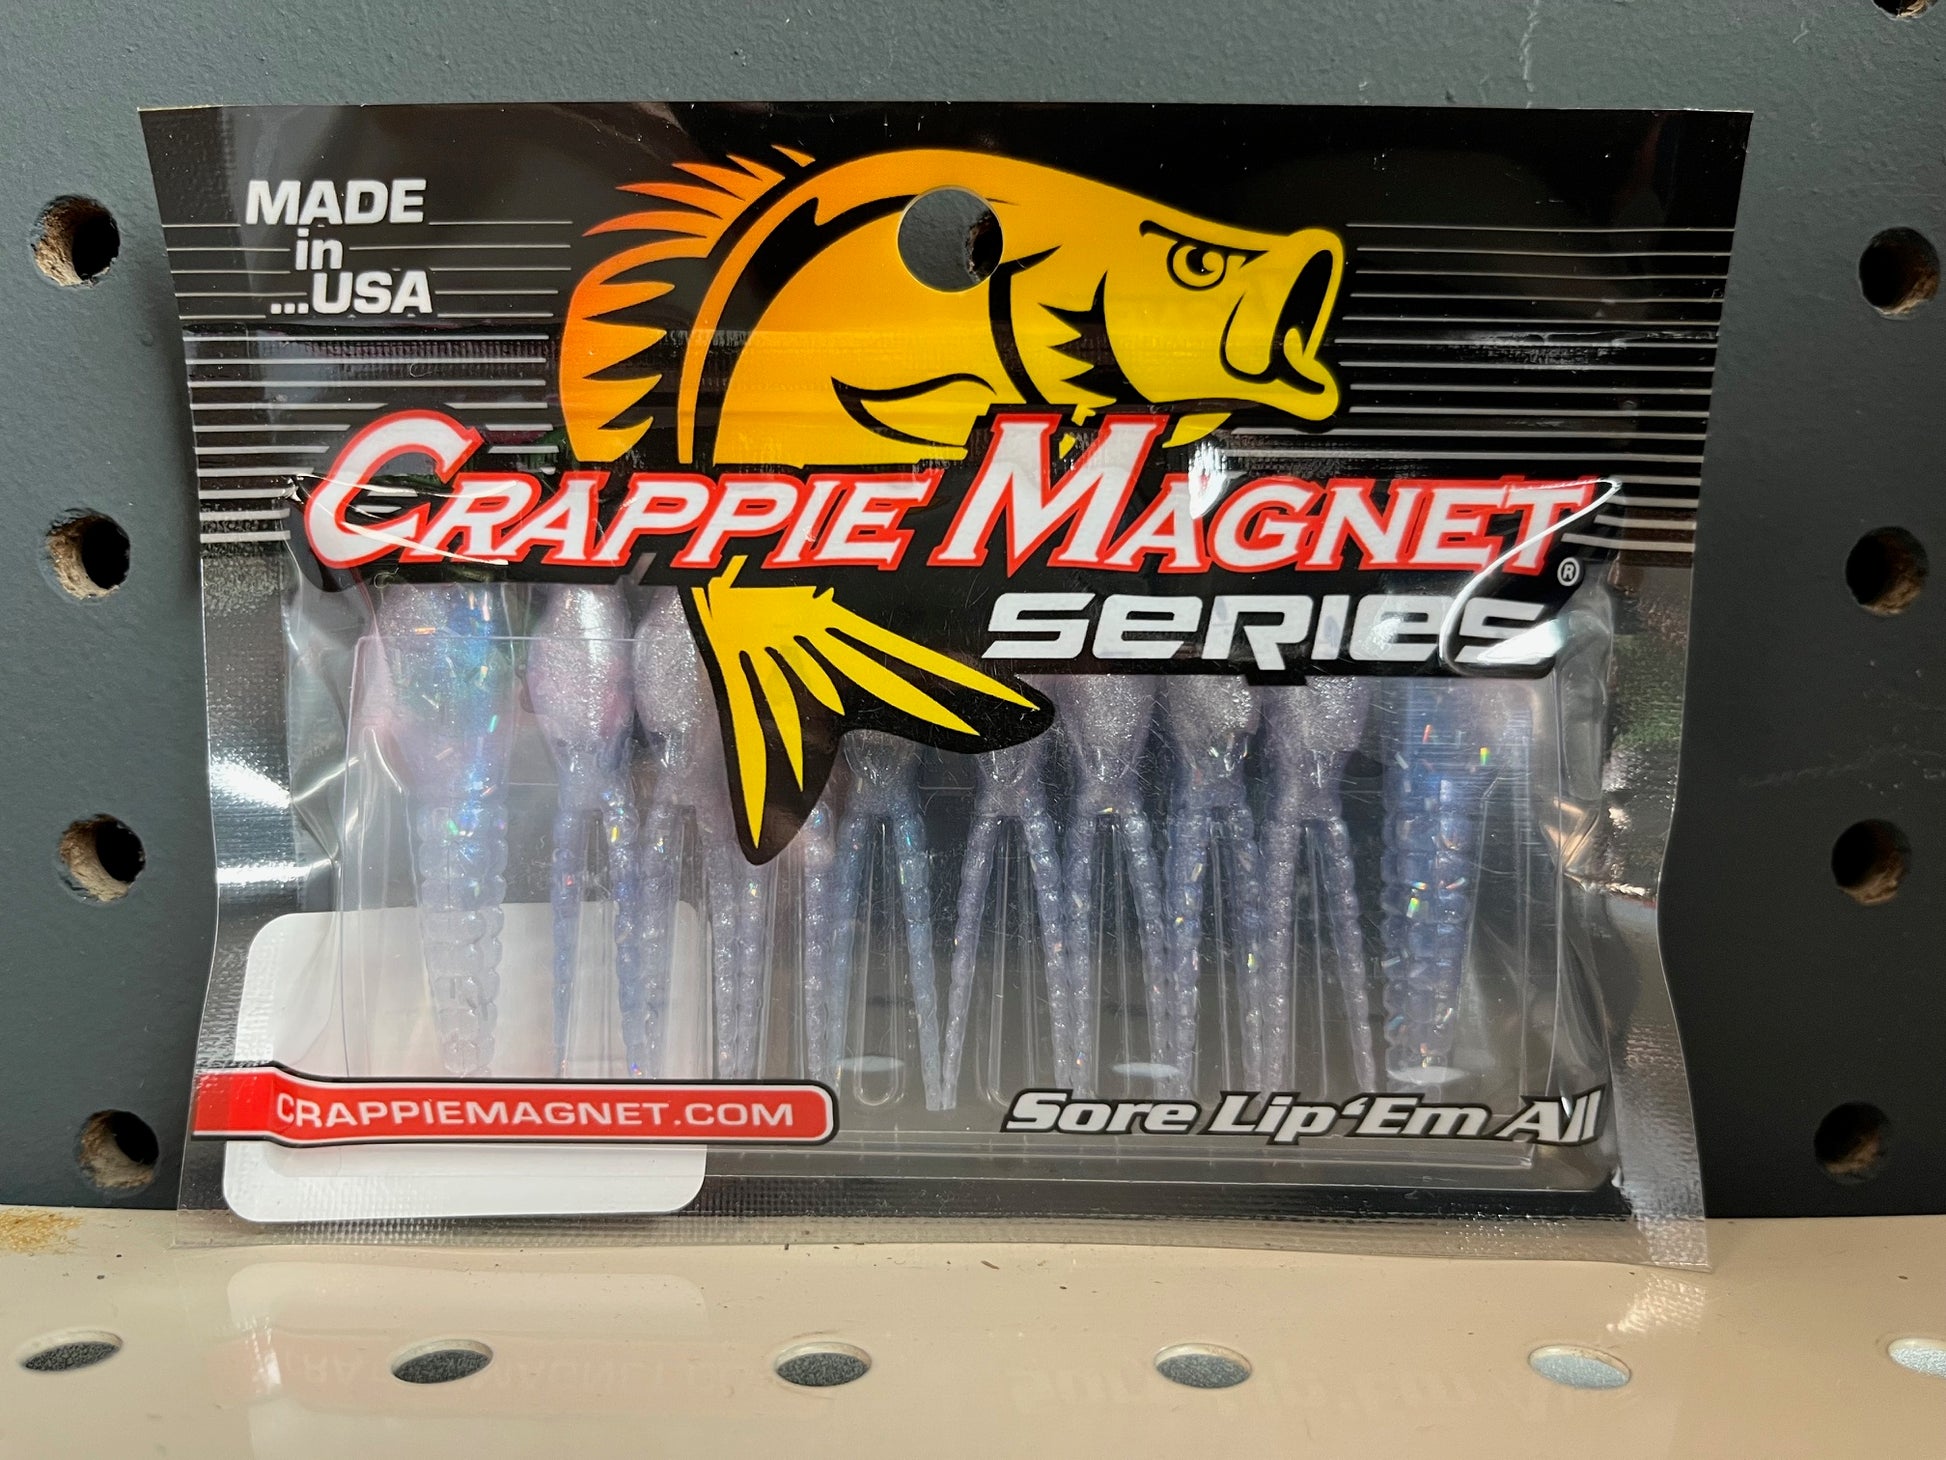 MADE
in
...USA
CRAPPIE MAGNET®
SERIES
CRAPPIEMAGNET.COM
Sore Lip 'Em All